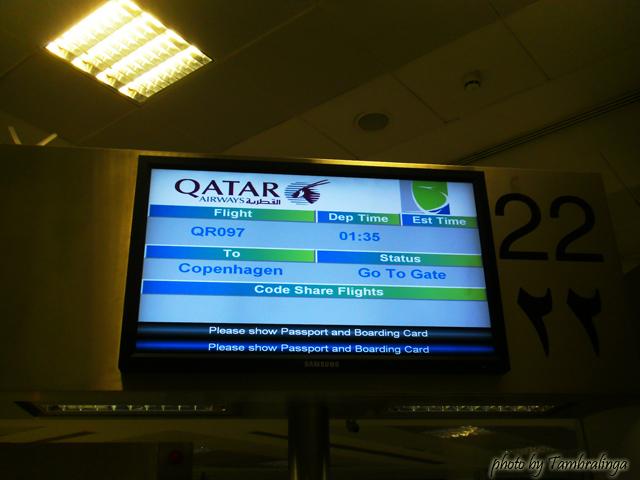 QATAR
AIRWAYS القطرية
Flight Dep Time Est Time
QR097 01:35
To Status
Copenhagen Go To Gate
Code Share Flights
Please show Passport and Boarding Card
Please show Passport and Boarding Card
SAMSUNG
22
٢٢
photo by Tambralinga